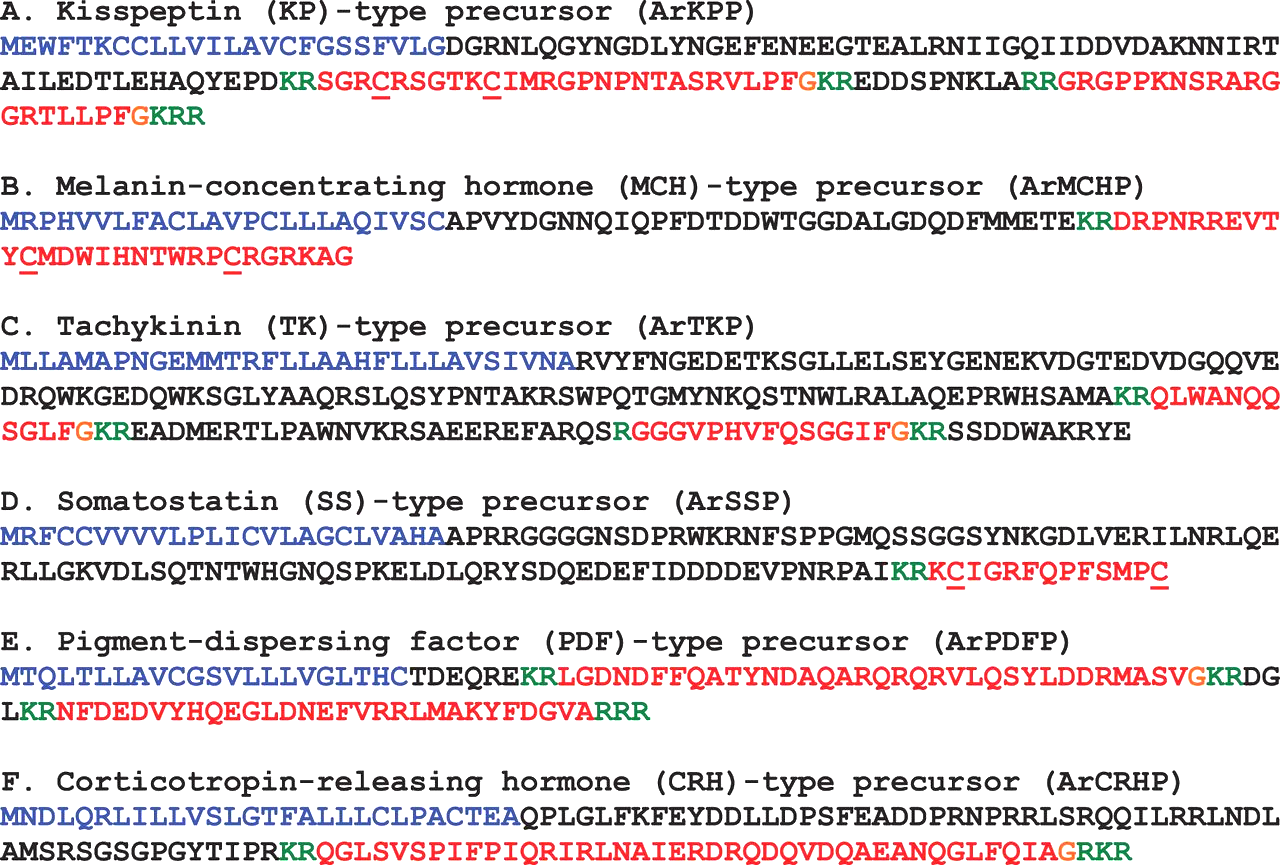 A. Kisspeptin (KP)-type precursor (ArKPP)
MEWFTKCCLLVILAVCFGSSFVLGDGRNLQGYNGDLYNGEFENEEGTEALRNIIGQIIDDVDAKNNIRT
AILEDTLEHAQYEPDKRSGRCRSGTKCIMRGPNPNTASRVLPFGKREDDSPNKLARRGRGPPKNSRARG
GRTLLPFGKRR
B. Melanin-concentrating hormone (MCH)-type precursor (ArMCHP)
MRPHVVLFACLAVPCLLLAQIVSCAPVYDGNNQIQPFDTDDWTGGDALGDQDFMMETEKRDRPNRREVT
YCMDWIHNTWRPCRGRKAG
C. Tachykinin (TK)-type precursor (ArTKP)
MLLAMAPNGEMMTRFLLAAHFLLLAVSIVNARVYFNGEDETKSGLLELSEYGENEKVDGTEDVDGQQVE
DRQWKGEDQWKSGLYAAQRSLQSYPNTAKRSWPQTGMYNKQSTNWLRALAQEPRWHSAMAKRQLWANQQ
SGLFGKREADMERTLPAWNVKRSAEEREFARQSRGGGVPHVFQSGGIFGKRSSDDWAKRYE
D. Somatostatin (SS)-type precursor (ArSSP)
MRFCCVVVVLPLICVLAGCLVAHAAPRRGGGGNSDPRWKRNFSPPGMQSSGGSYNKGDLVERILNRLQE
RLLGKVDLSQTNTWHGNQSPKELDLQRYSDQEDEFIDDDDEVPNRPAIKRKCIGRFQPFSMPC
E. Pigment-dispersing factor (PDF)-type precursor (ArPDFP)
MTQLTLLAVCGSVLLLVGLTHCTDEQREKRLGDNDFFQATYNDAQARQRQRVLQSYLDDRMASVGKRDG
LKRNFDEDVYHQEGLDNEFVRRLMAKYFDGVARRR
F. Corticotropin-releasing hormone (CRH)-type precursor (ArCRHP)
MNDLQRLILLVSLGTFALLLCLPACTEAQPLGLFKFEYDDLLDPSFEADDPRNPRRLSRQQILRRLNDL
AMSRSGSGPGYTIPRKRQGLSVSPIFPIQRIRLNAIERDRQDQVDQAEANQGLFQIAGRKR